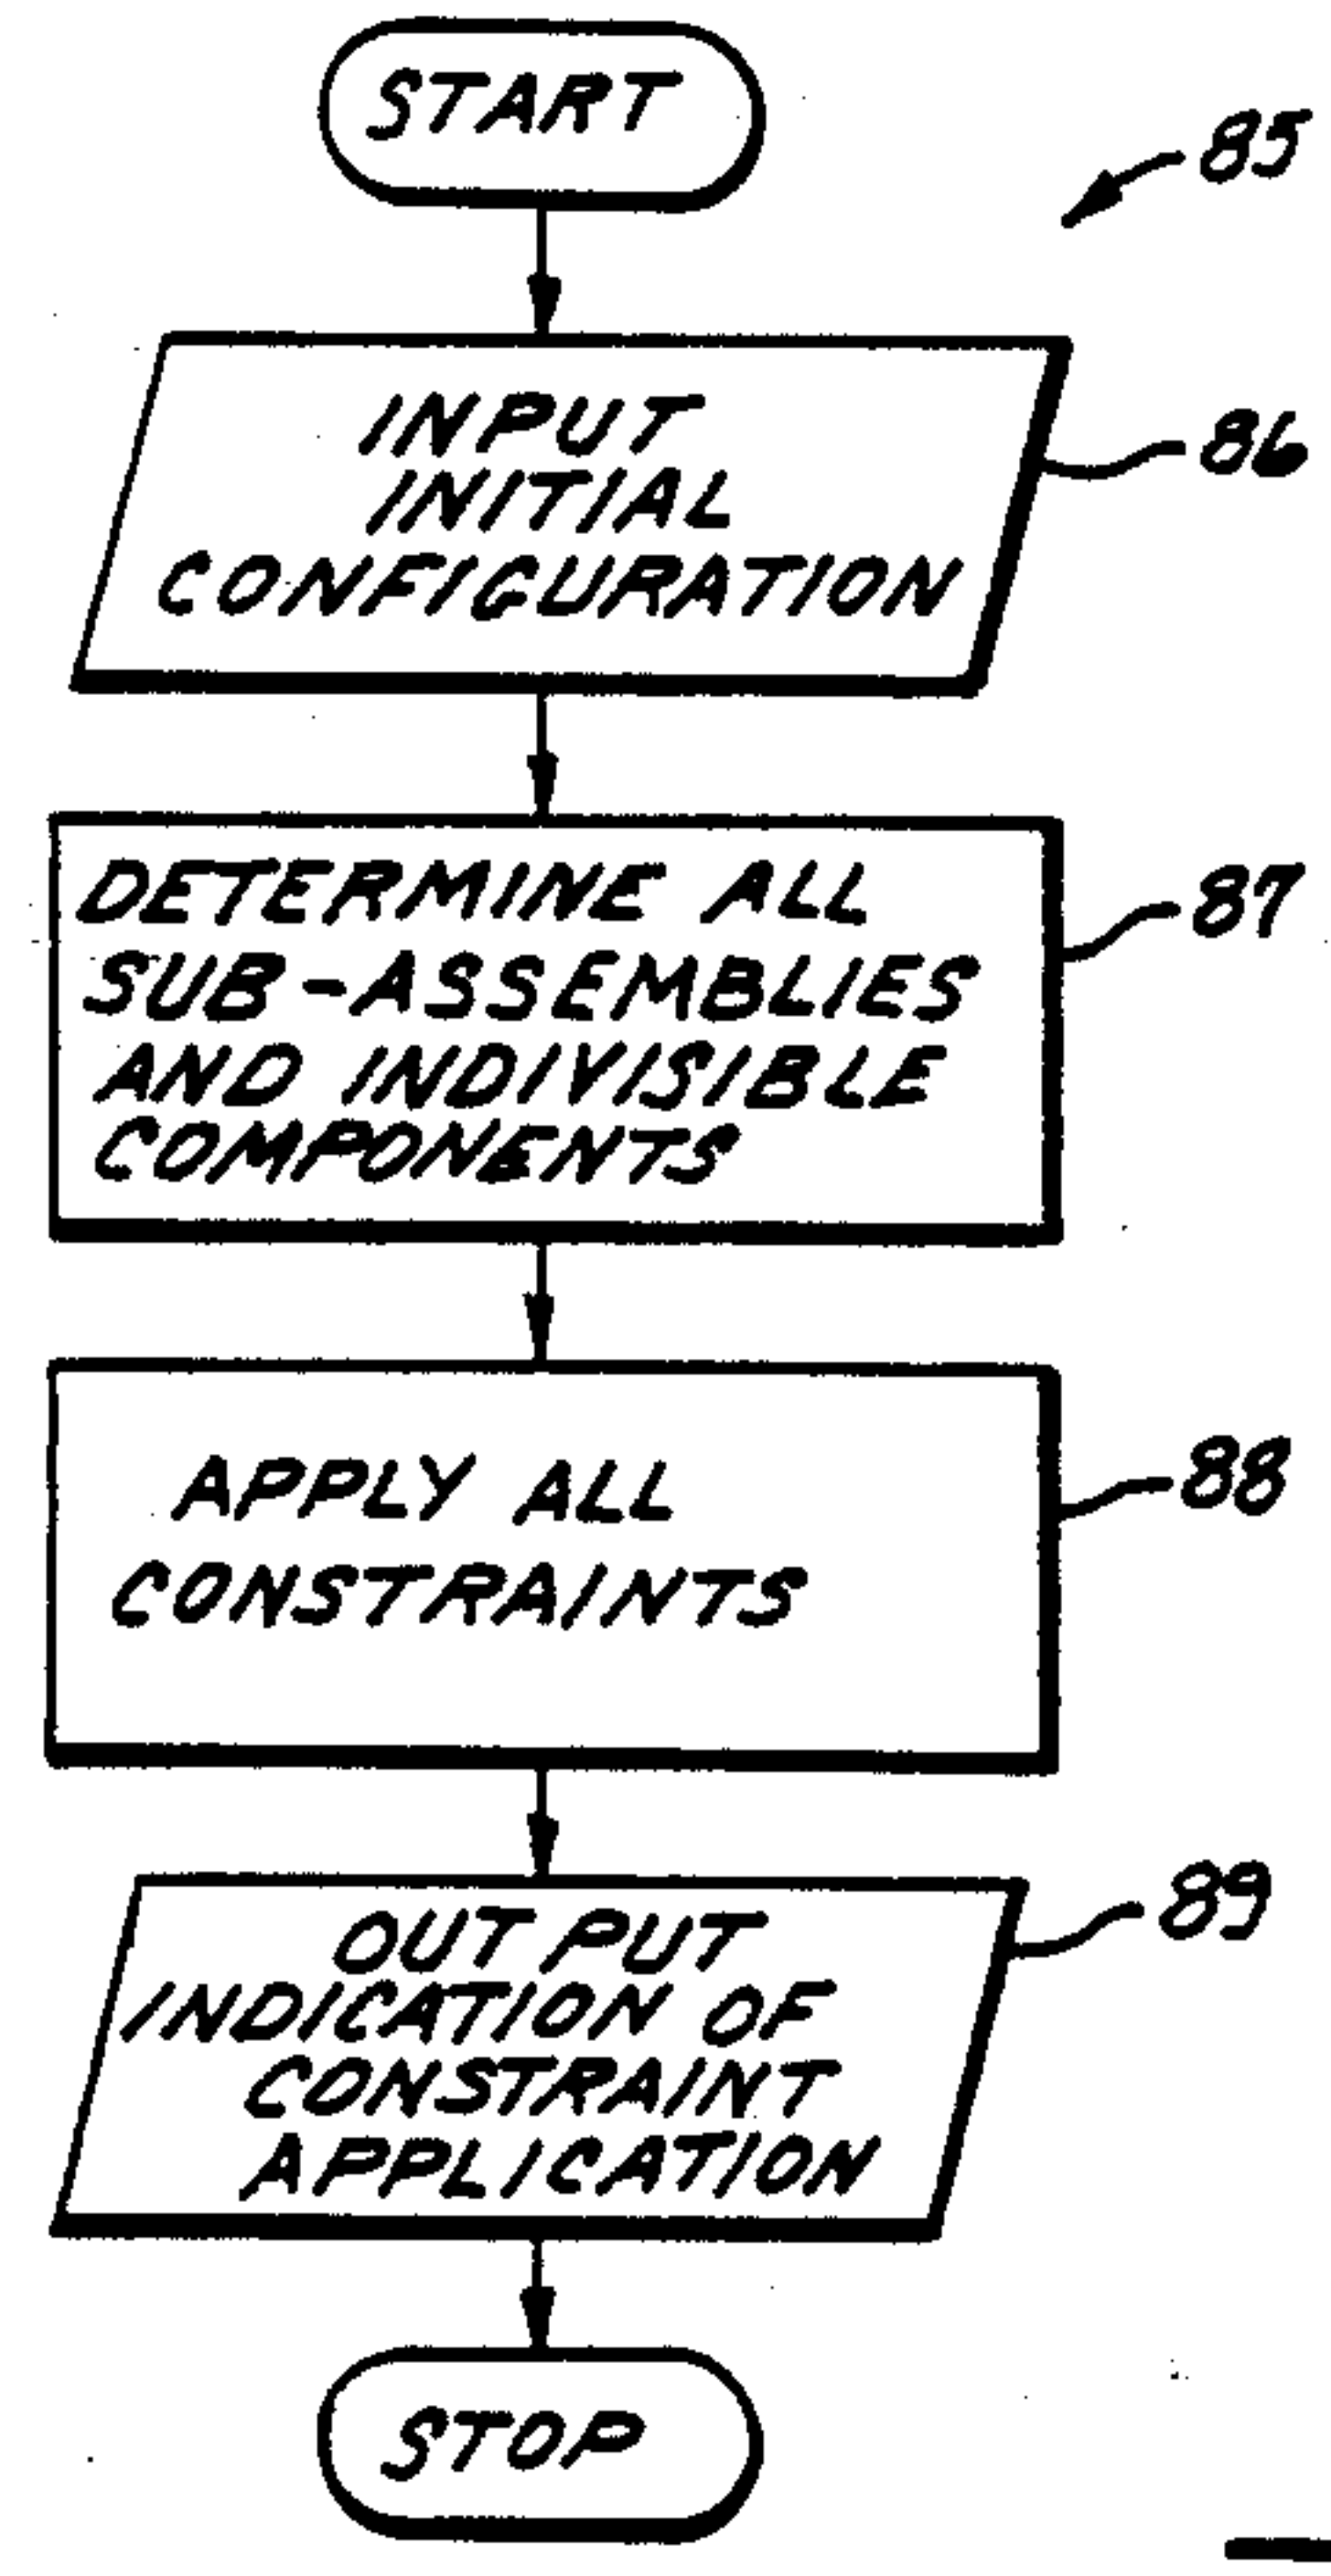 START
85
INPUT
INITIAL
CONFIGURATION
86
DETERMINE ALL
SUB-ASSEMBLIES
AND INDIVISIBLE
COMPONENTS
87
APPLY ALL
CONSTRAINTS
88
OUTPUT
INDICATION OF
CONSTRAINT
APPLICATION
89
STOP